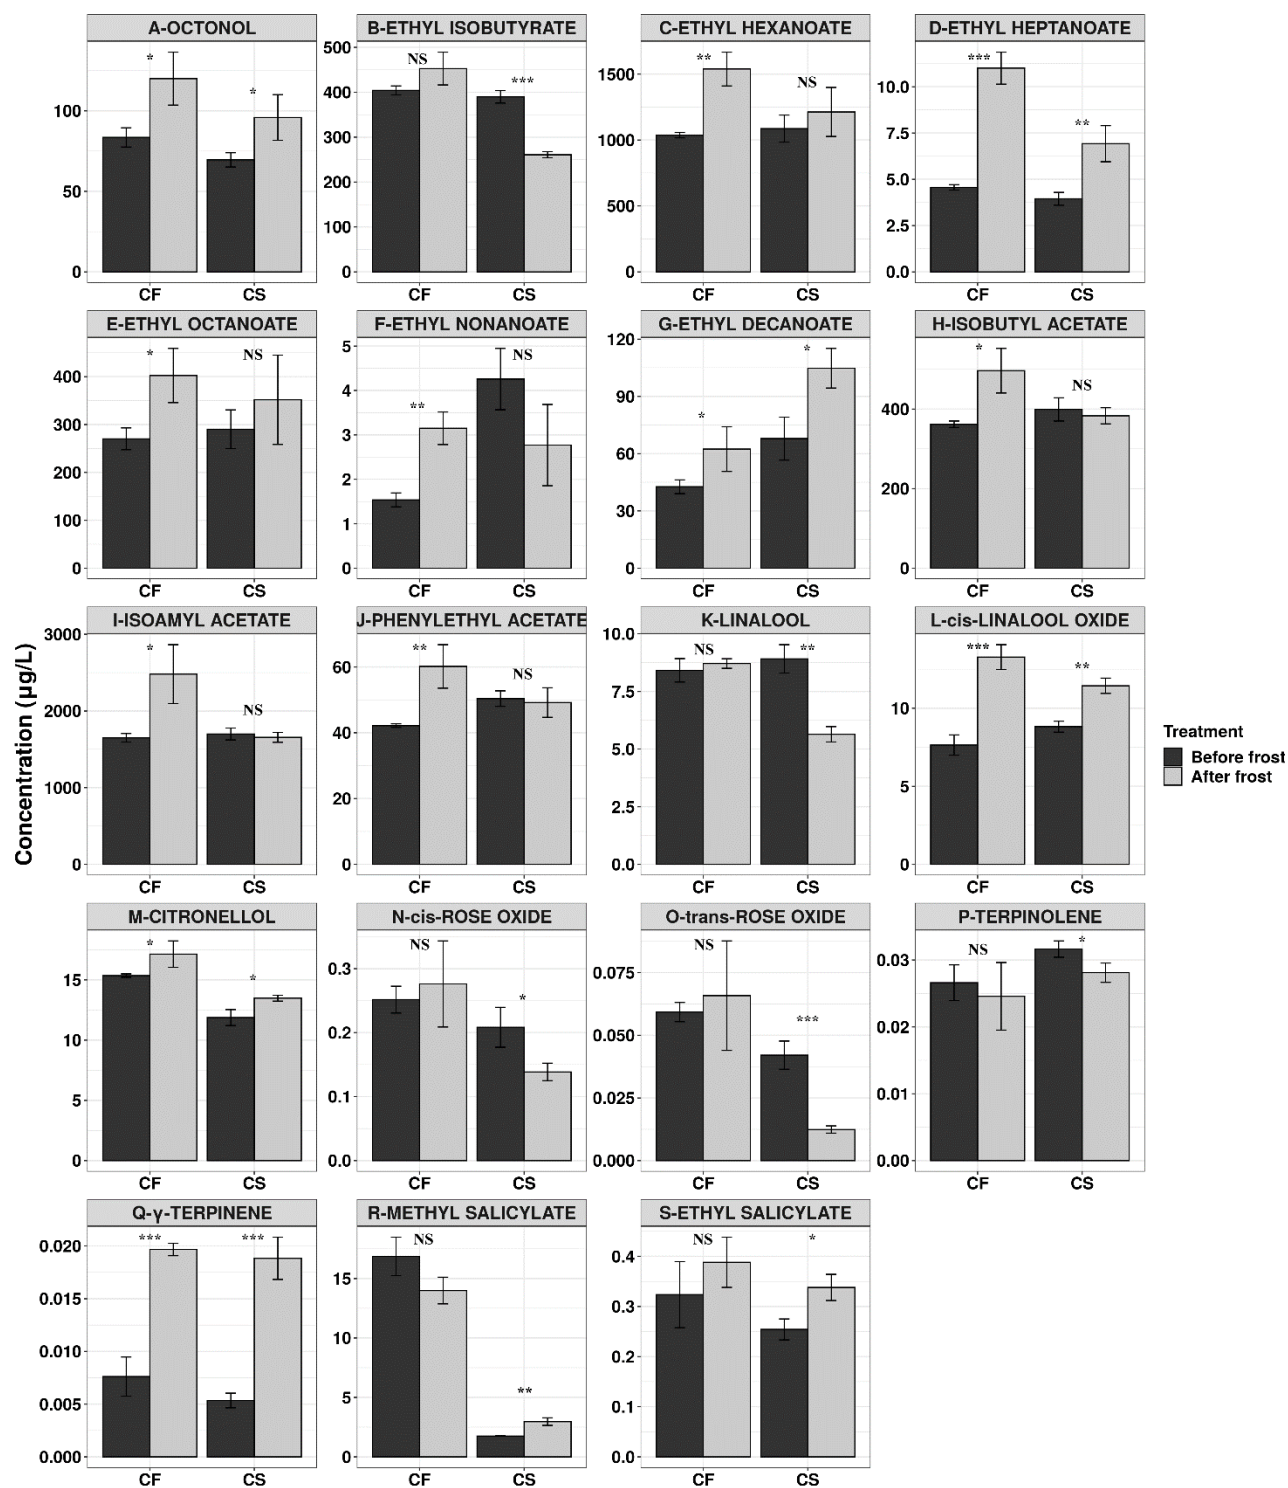 A-OCTONOL
B-ETHYL ISOBUTYRATE
C-ETHYL HEXANOATE
D-ETHYL HEPTANOATE
*
*
100
50
0
CF
CS
NS
***
500
400
300
200
100
0
CF
CS
**
NS
1500
1000
500
0
CF
CS
***
**
10.0
7.5
5.0
2.5
0.0
CF
CS
E-ETHYL OCTANOATE
F-ETHYL NONANOATE
G-ETHYL DECANOATE
H-ISOBUTYL ACETATE
*
NS
400
300
200
100
0
CF
CS
**
NS
5
4
3
2
1
0
CF
CS
*
*
120
90
60
30
0
CF
CS
*
NS
400
200
0
CF
CS
I-ISOAMYL ACETATE
J-PHENYLETHYL ACETATE
K-LINALOOL
L-cis-LINALOOL OXIDE
*
NS
3000
2000
1000
0
CF
CS
**
NS
60
40
20
0
CF
CS
NS
**
10.0
7.5
5.0
2.5
0.0
CF
CS
***
**
10
5
0
CF
CS
Concentration (µg/L)
Treatment
Before frost
After frost
M-CITRONELLOL
N-cis-ROSE OXIDE
O-trans-ROSE OXIDE
P-TERPINOLENE
*
*
15
10
5
0
CF
CS
NS
*
0.3
0.2
0.1
0.0
CF
CS
NS
***
0.075
0.050
0.025
0.000
CF
CS
NS
*
0.03
0.02
0.01
0.00
CF
CS
Q-γ-TERPINENE
R-METHYL SALICYLATE
S-ETHYL SALICYLATE
***
***
0.020
0.015
0.010
0.005
0.000
CF
CS
NS
**
15
10
5
0
CF
CS
NS
*
0.4
0.3
0.2
0.1
0.0
CF
CS